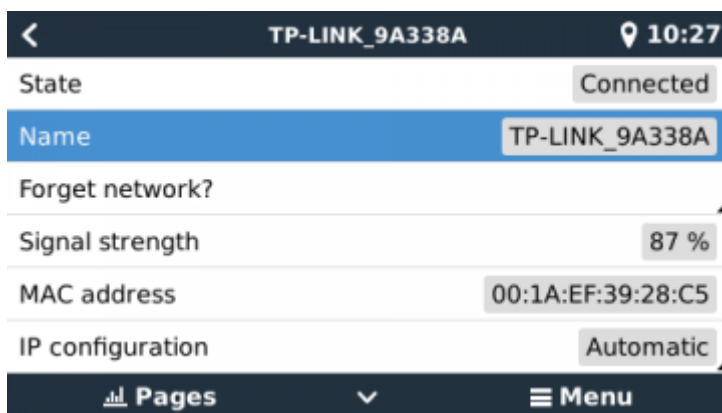 TP-LINK_9A338A 10:27
State Connected
Name TP-LINK_9A338A
Forget network?
Signal strength 87 %
MAC address 00:1A:EF:39:28:C5
IP configuration Automatic
Pages Menu